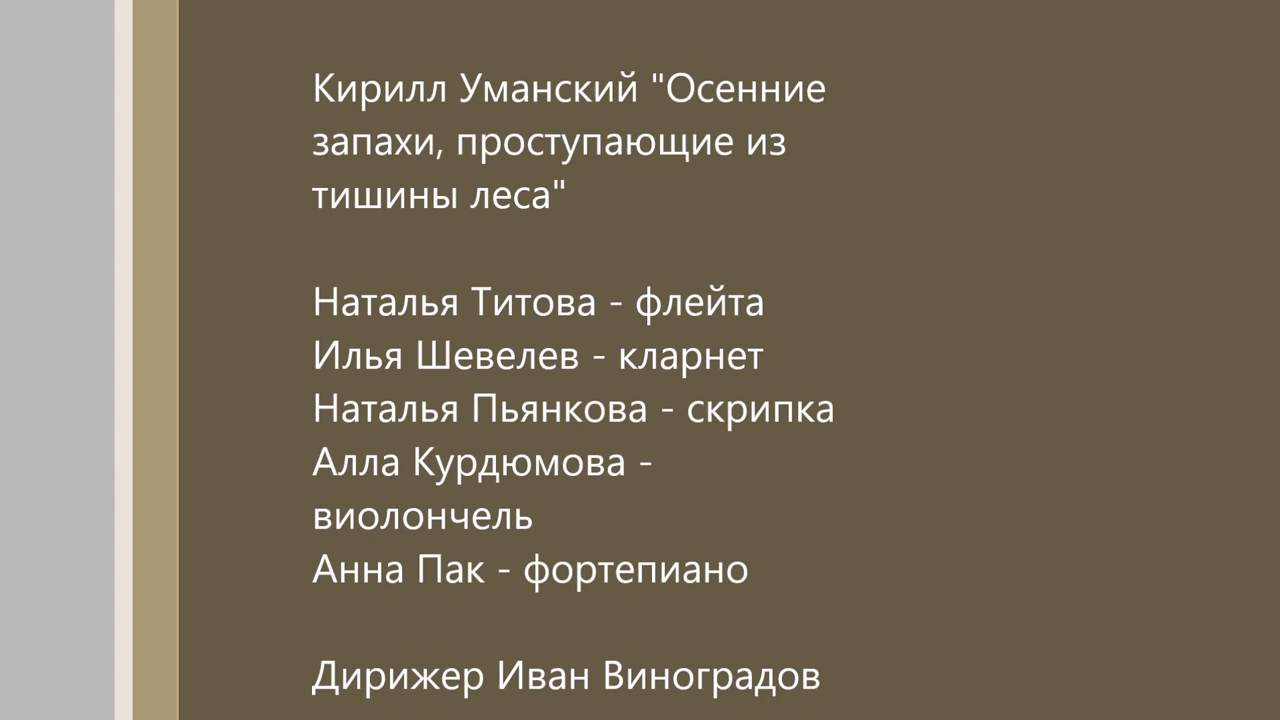 Кирилл Уманский "Осенние
запахи, проступающие из
тишины леса"
Наталья Титова - флейта
Илья Шевелев - кларнет
Наталья Пьянкова - скрипка
Алла Курдюмова -
виолончель
Анна Пак - фортепиано
Дирижер Иван Виноградов